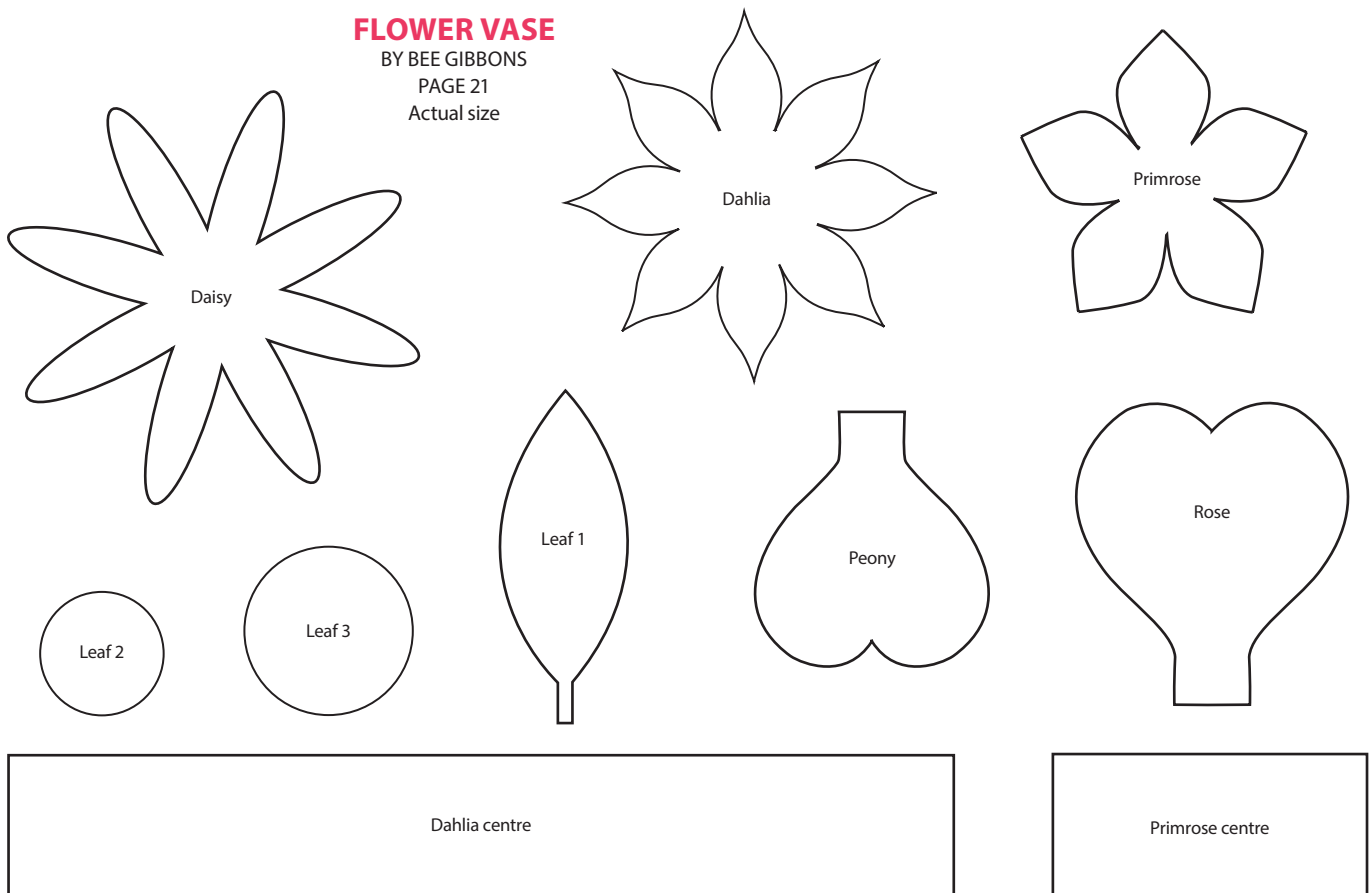 FLOWER VASE
BY BEE GIBBONS
PAGE 21
Actual size
Daisy
Dahlia
Primrose
Leaf 1
Peony
Rose
Leaf 2
Leaf 3
Dahlia centre
Primrose centre